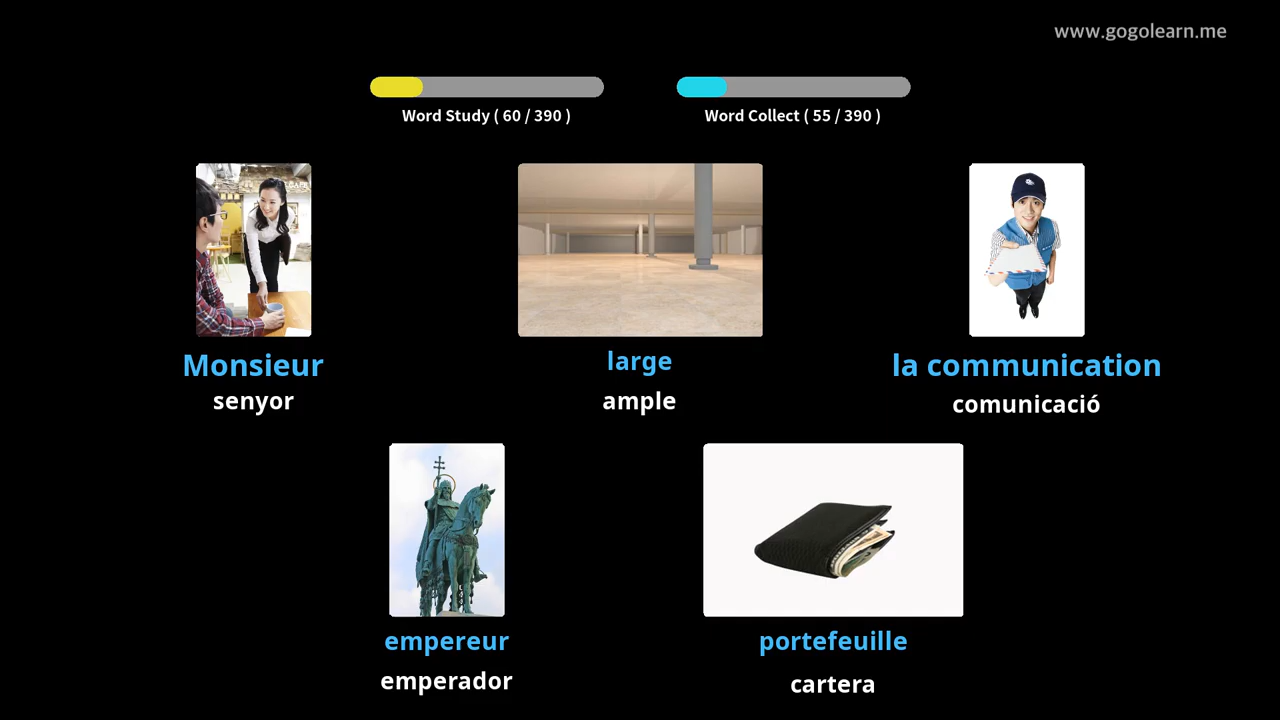 www.gogolearn.me
Word Study ( 60 / 390 )
Word Collect ( 55 / 390 )
Monsieur
senyor
large
ample
la communication
comunicació
empereur
emperador
portefeuille
cartera